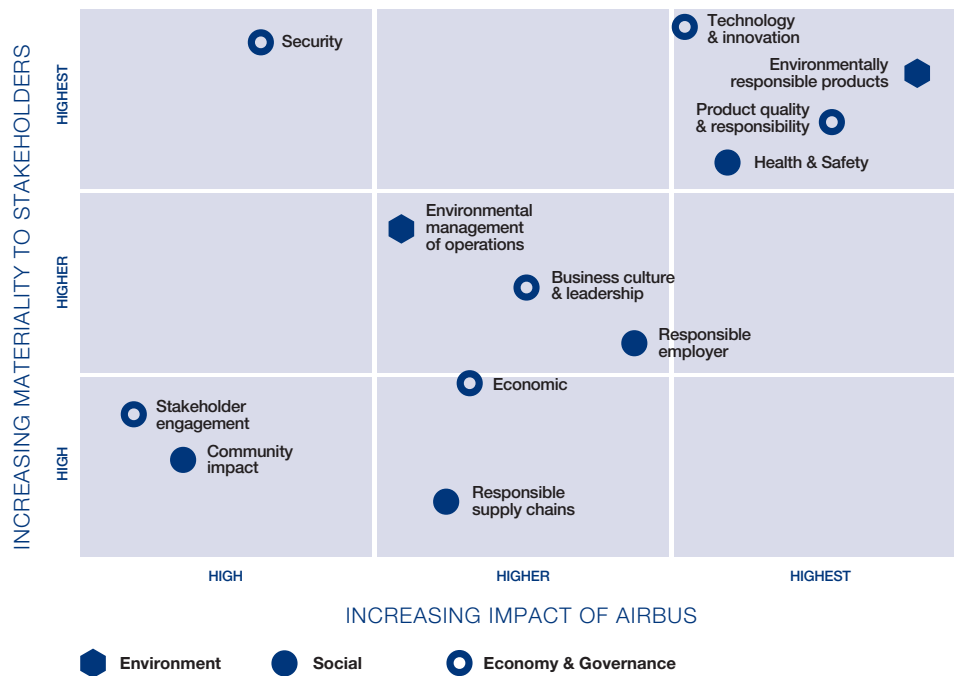 INCREASING MATERIALITY TO STAKEHOLDERS
HIGHEST
HIGHER
HIGH
Security
Technology
& innovation
Environmentally
responsible products
Product quality
& responsibility
Health & Safety
Environmental
management
of operations
Business culture
& leadership
Responsible
employer
Economic
Stakeholder
engagement
Community
impact
Responsible
supply chains
HIGH
HIGHER
HIGHEST
INCREASING IMPACT OF AIRBUS
Environment
Social
Economy & Governance